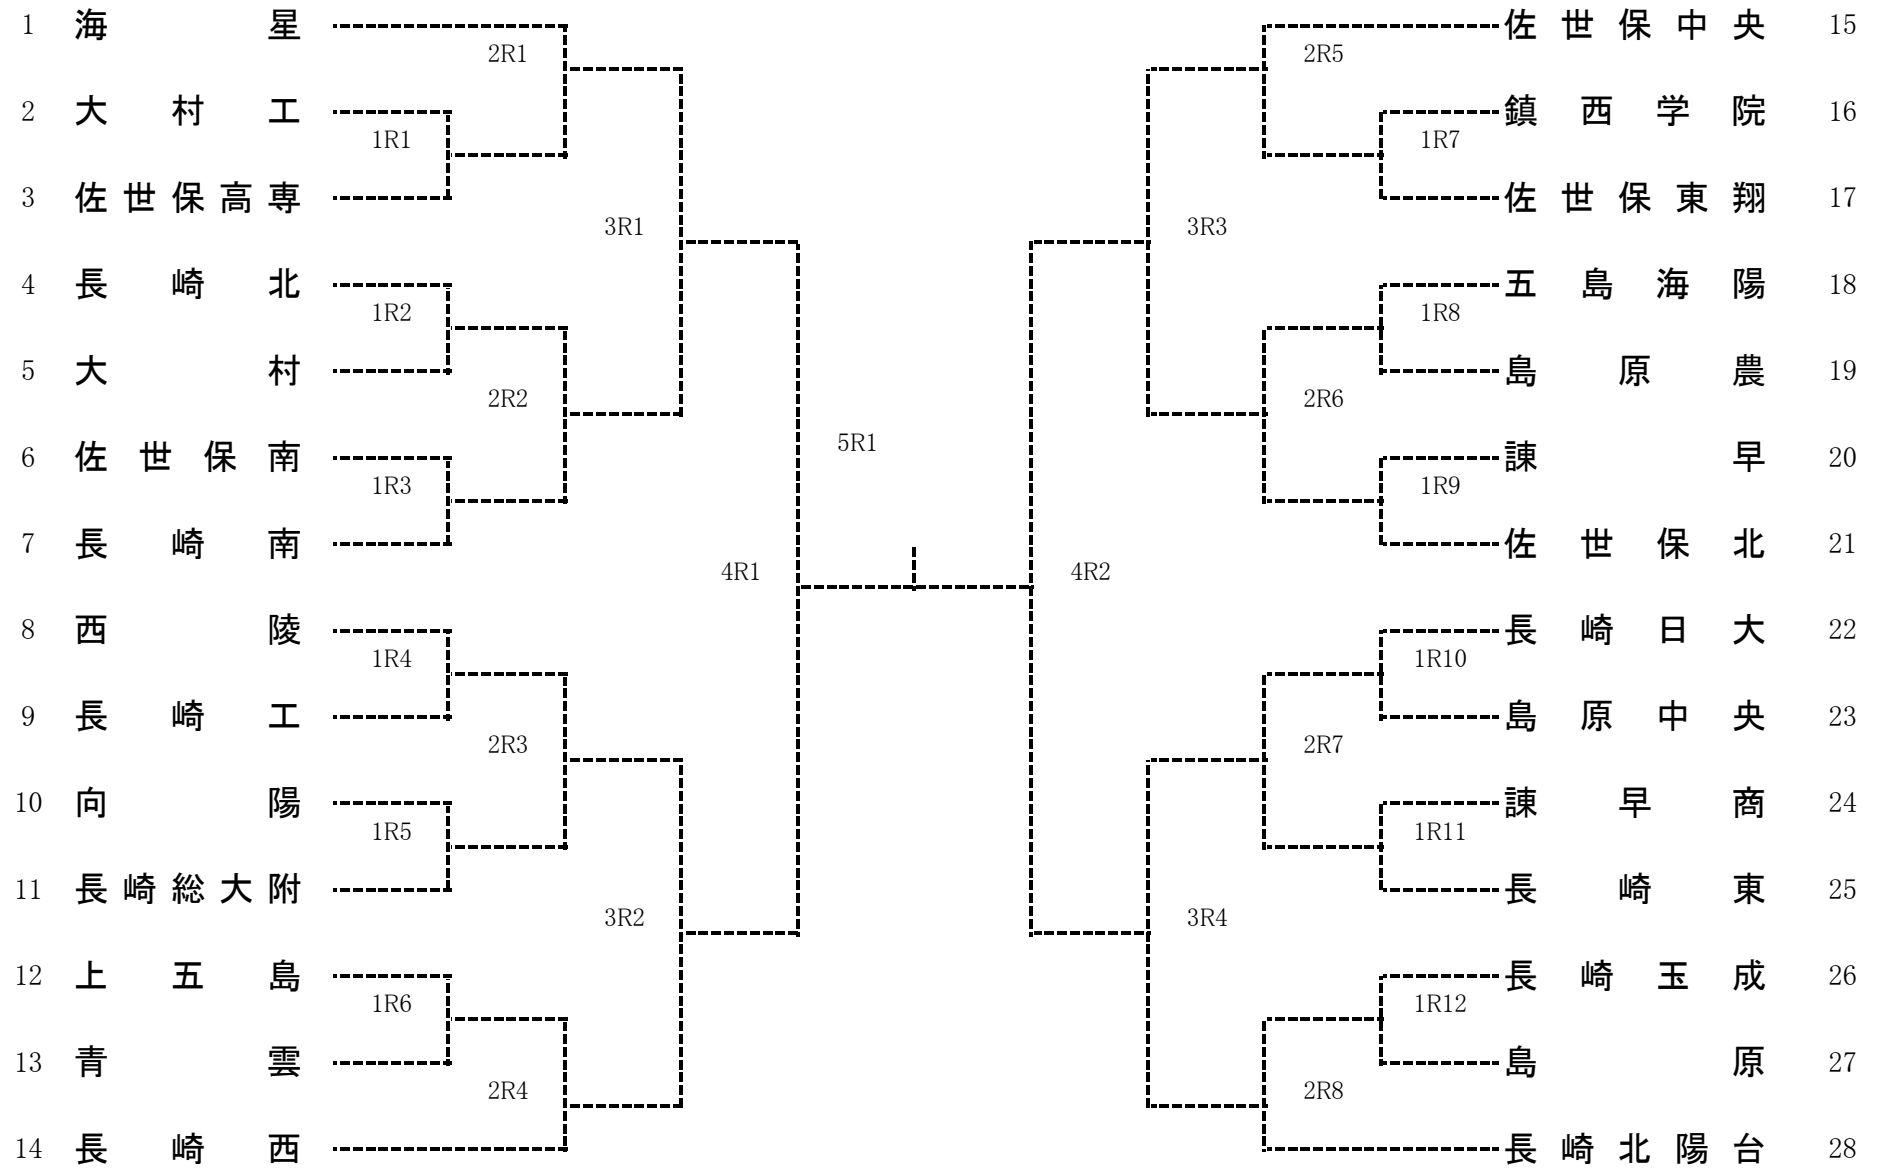 1 海星 佐世保中央 15
2R1 2R5
2 大村工 鎮西学院 16
1R1 1R7
3 佐世保高専 佐世保東翔 17
3R1 3R3
4 長崎北 五島海陽 18
1R2 1R8
5 大村 島原農 19
2R2 2R6
5R1
6 佐世保南 諫早 20
1R3 1R9
7 長崎南 佐世保北 21
4R1 4R2
8 西陵 長崎日大 22
1R4 1R10
9 長崎工 島原中央 23
2R3 2R7
10 向陽 諫早商 24
1R5 1R11
11 長崎総大附 長崎東 25
3R2 3R4
12 上五島 長崎玉成 26
1R6 1R12
13 青雲 島原 27
2R4 2R8
14 長崎西 長崎北陽台 28